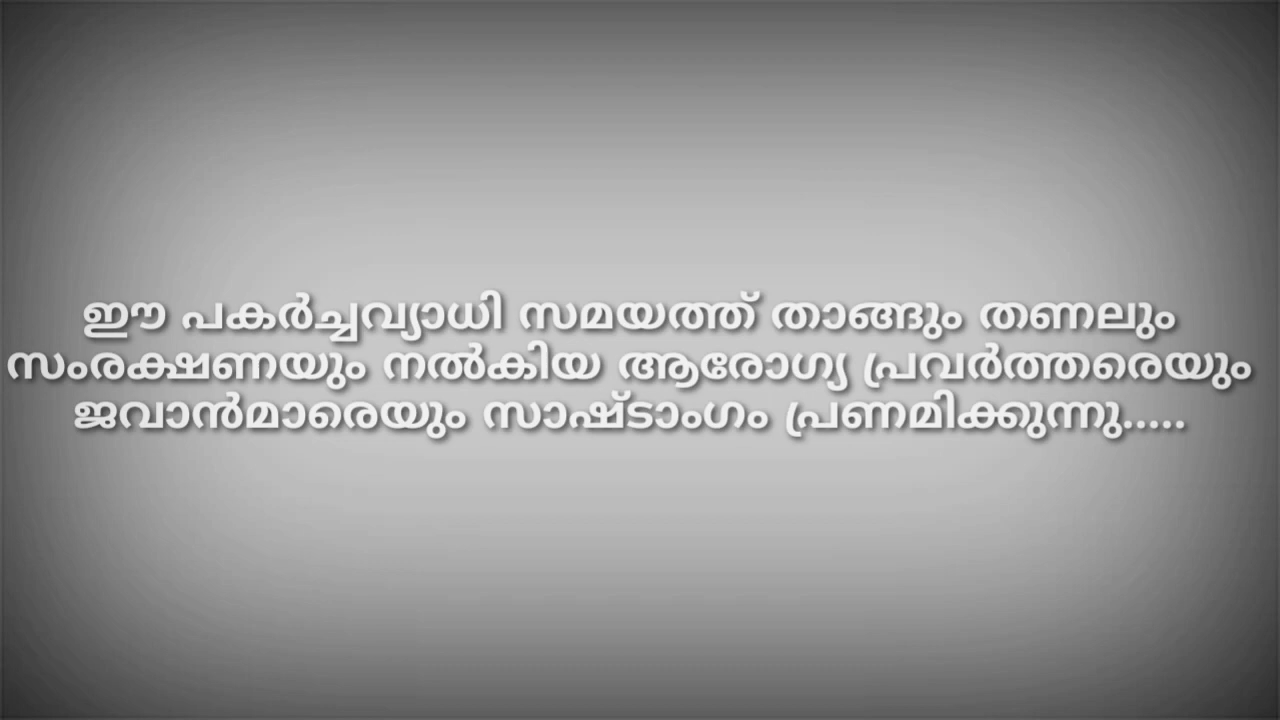 ഈ പകർച്ചവ്യാധി സമയത്ത് താങ്ങും തണലും
സംരക്ഷണയും നൽകിയ ആരോഗ്യ പ്രവർത്തരെയും
ജവാൻമാരെയും സാഷ്ടാംഗം പ്രണമിക്കുന്നു.....